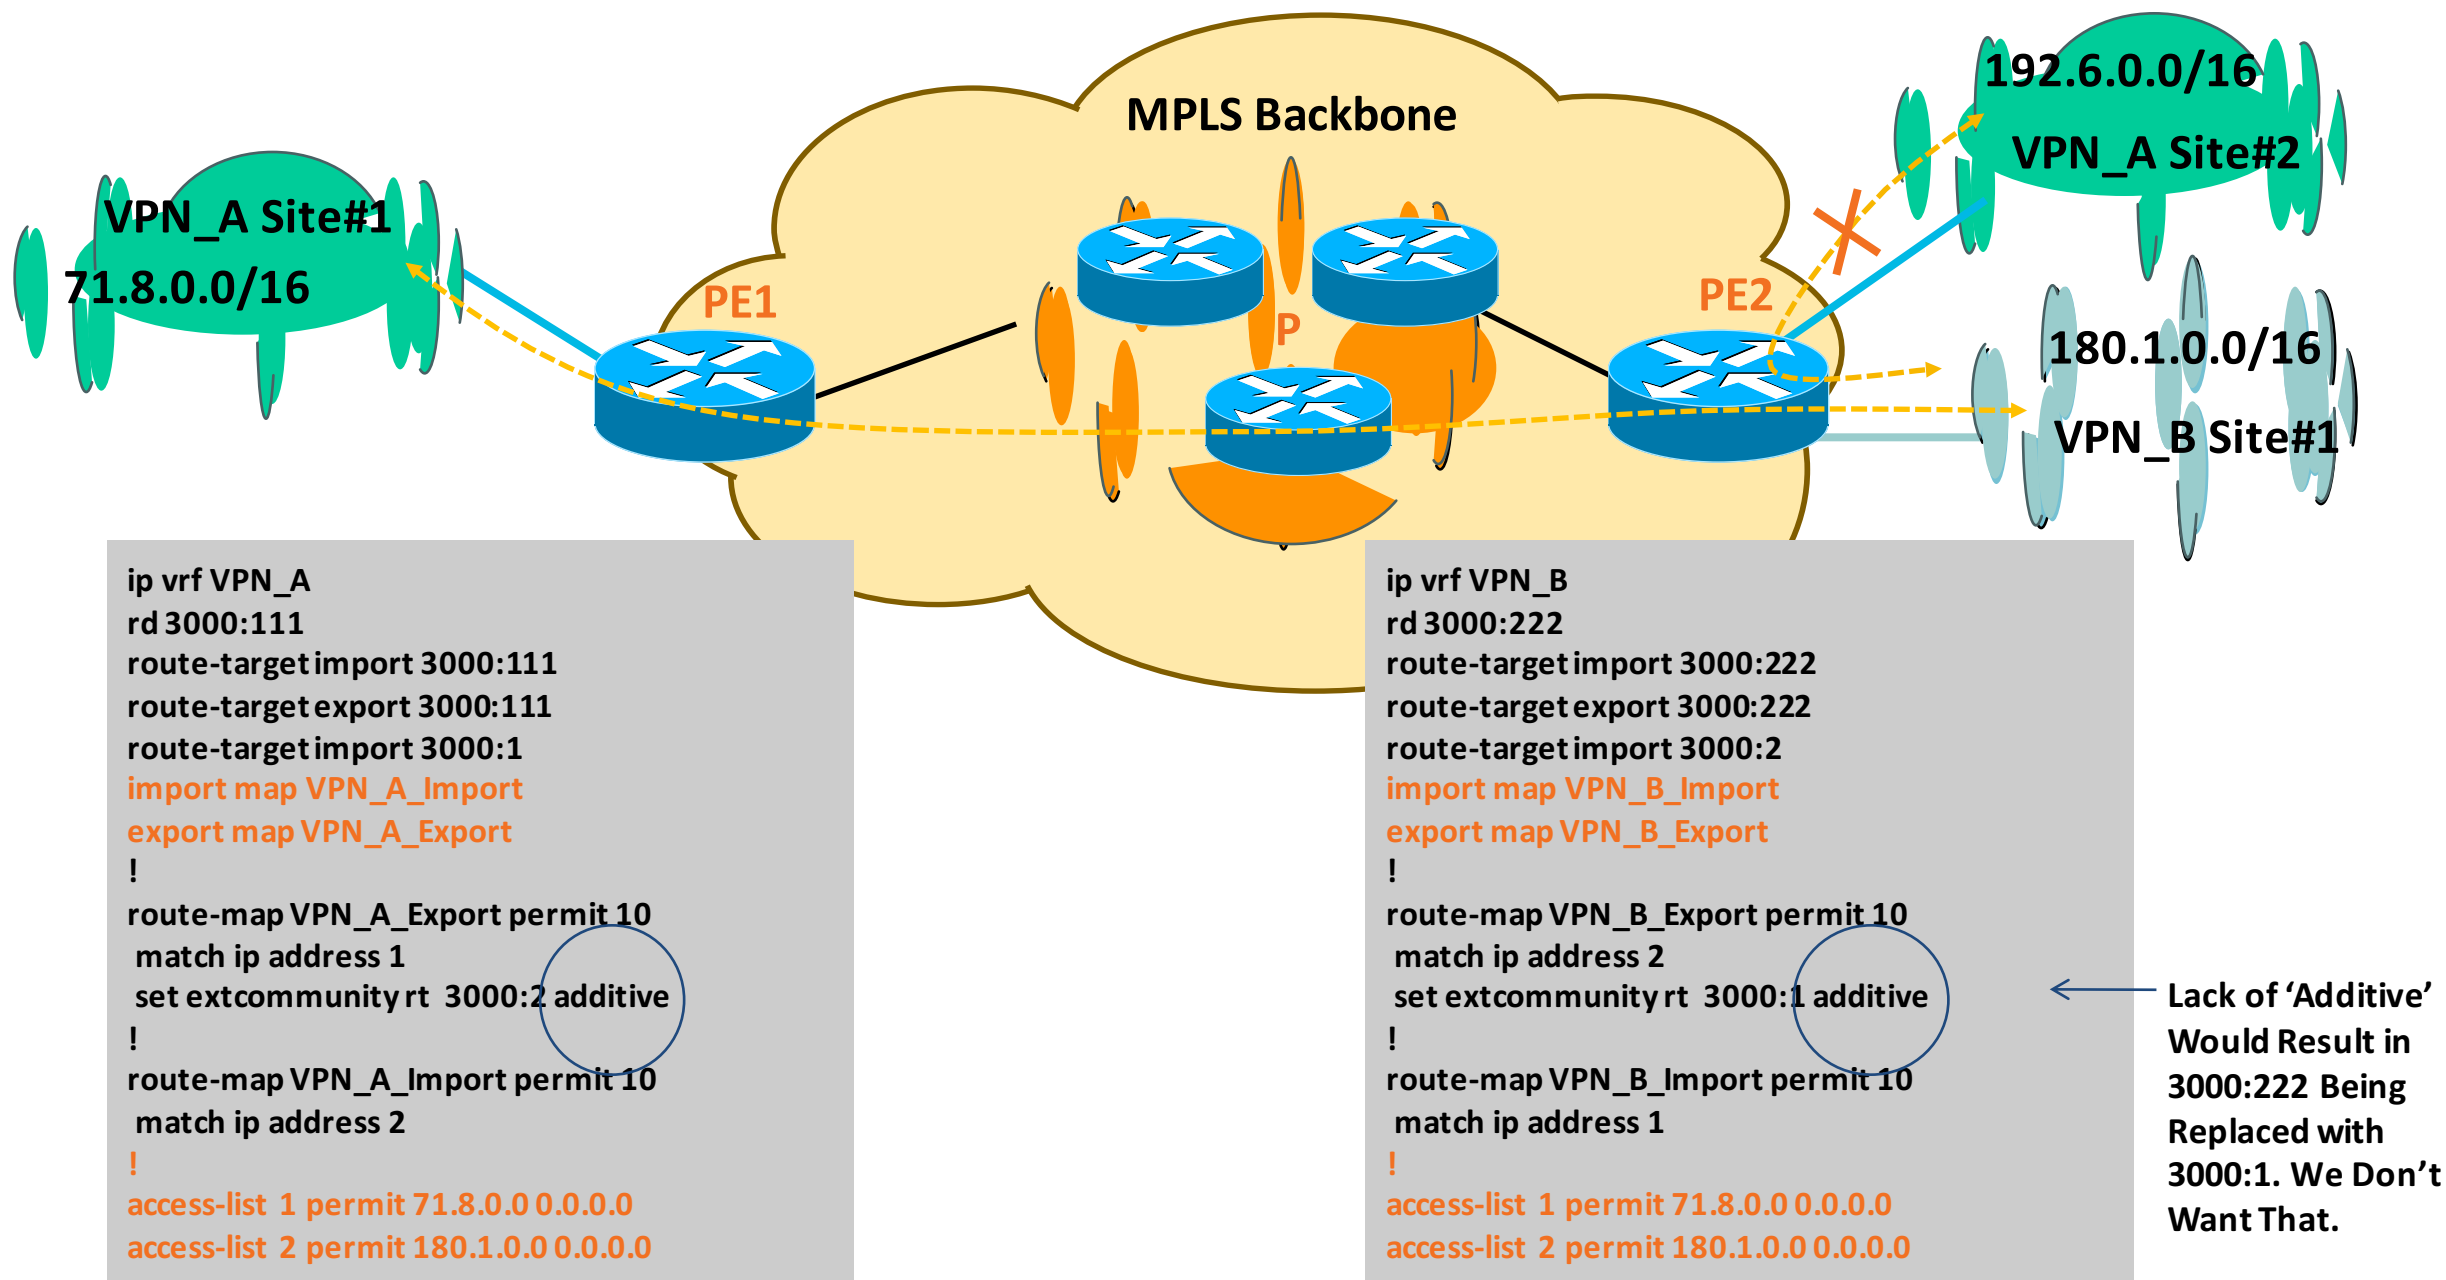 MPLS Backbone
192.6.0.0/16
VPN_A Site#2
VPN_A Site#1
71.8.0.0/16
PE1
PE2
P
180.1.0.0/16
VPN_B Site#1
ip vrf VPN_A
rd 3000:111
route-target import 3000:111
route-target export 3000:111
route-target import 3000:1
import map VPN_A_Import
export map VPN_A_Export
!
route-map VPN_A_Export permit 10
match ip address 1
set extcommunity rt 3000:2 additive
!
route-map VPN_A_Import permit 10
match ip address 2
!
access-list 1 permit 71.8.0.0 0.0.0.0
access-list 2 permit 180.1.0.0 0.0.0.0
ip vrf VPN_B
rd 3000:222
route-target import 3000:222
route-target export 3000:222
route-target import 3000:2
import map VPN_B_Import
export map VPN_B_Export
!
route-map VPN_B_Export permit 10
match ip address 2
set extcommunity rt 3000:1 additive
!
route-map VPN_B_Import permit 10
match ip address 1
!
access-list 1 permit 71.8.0.0 0.0.0.0
access-list 2 permit 180.1.0.0 0.0.0.0
Lack of ‘Additive’
Would Result in
3000:222 Being
Replaced with
3000:1. We Don’t
Want That.